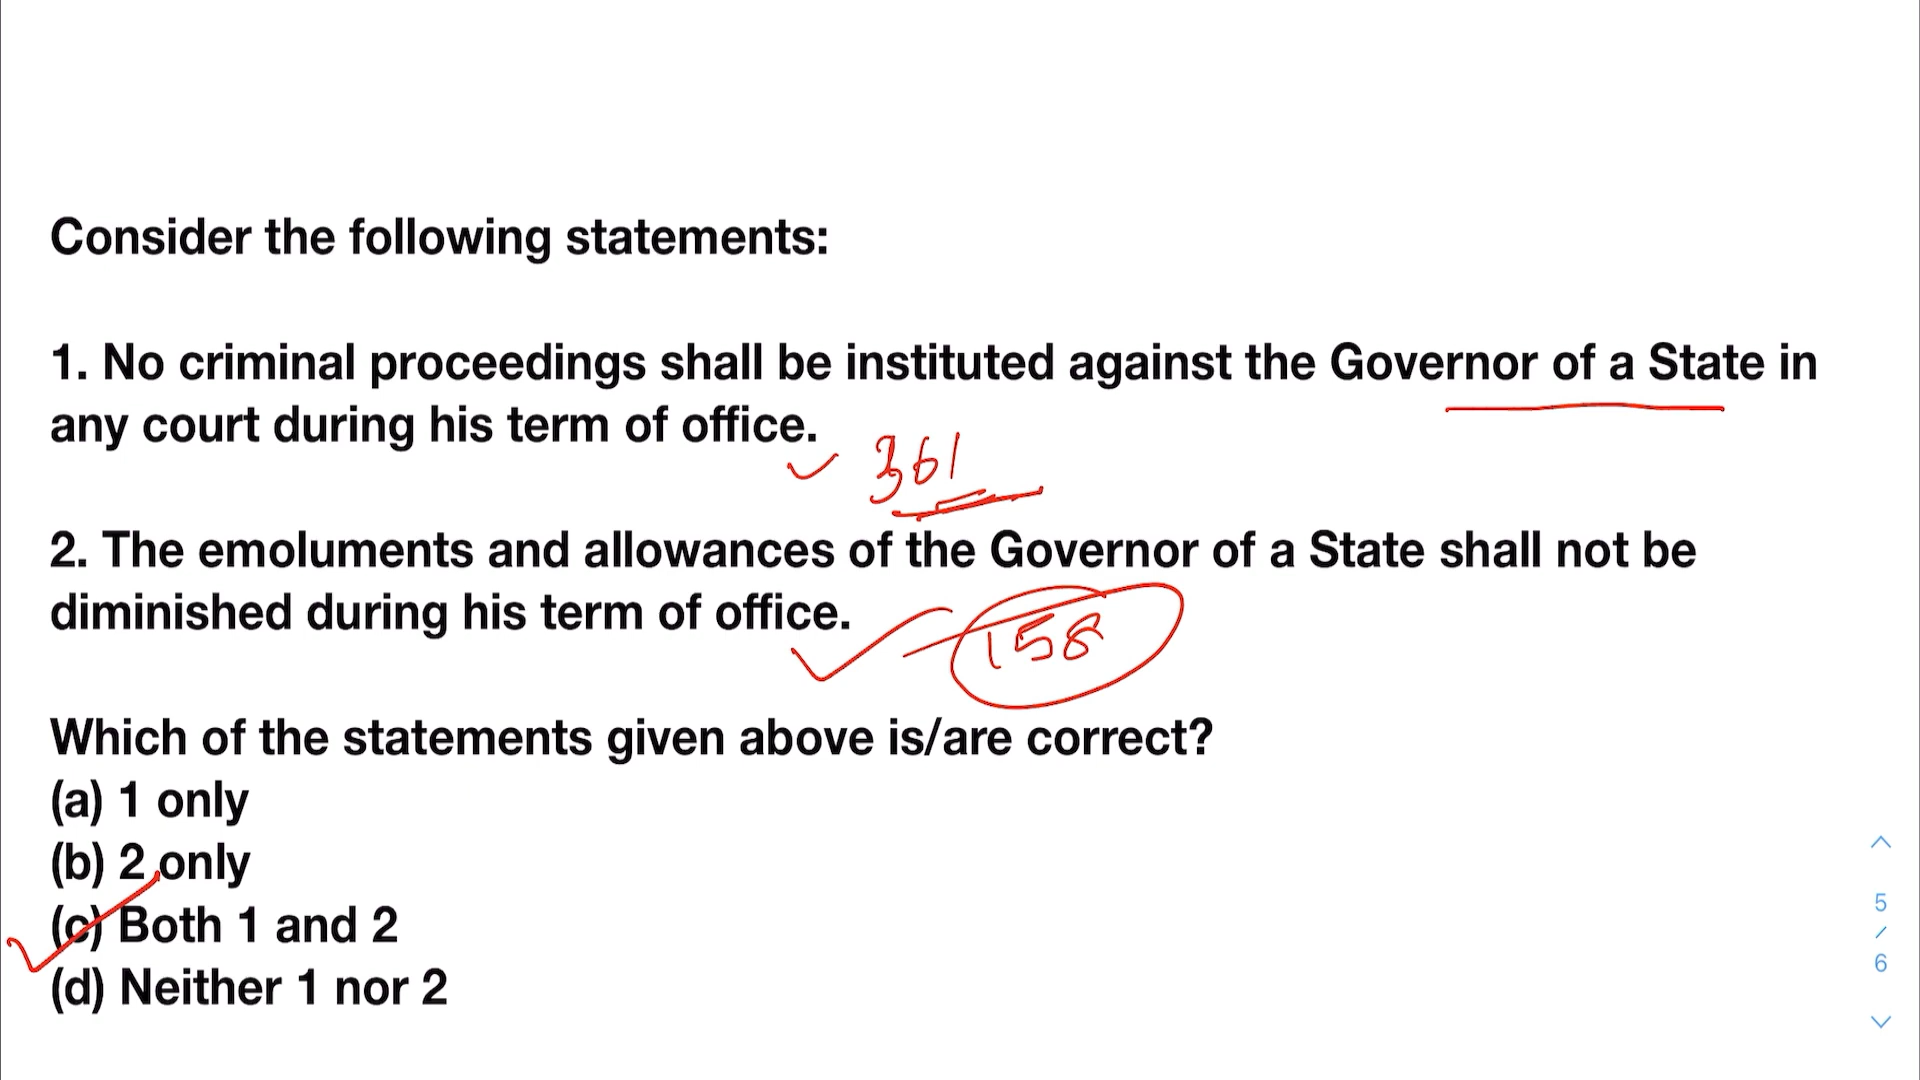 Consider the following statements:
1. No criminal proceedings shall be instituted against the Governor of a State in
any court during his term of office.
361
2. The emoluments and allowances of the Governor of a State shall not be
diminished during his term of office.
158
Which of the statements given above is/are correct?
(a) 1 only
(b) 2 only
(c) Both 1 and 2
(d) Neither 1 nor 2
5
/
6